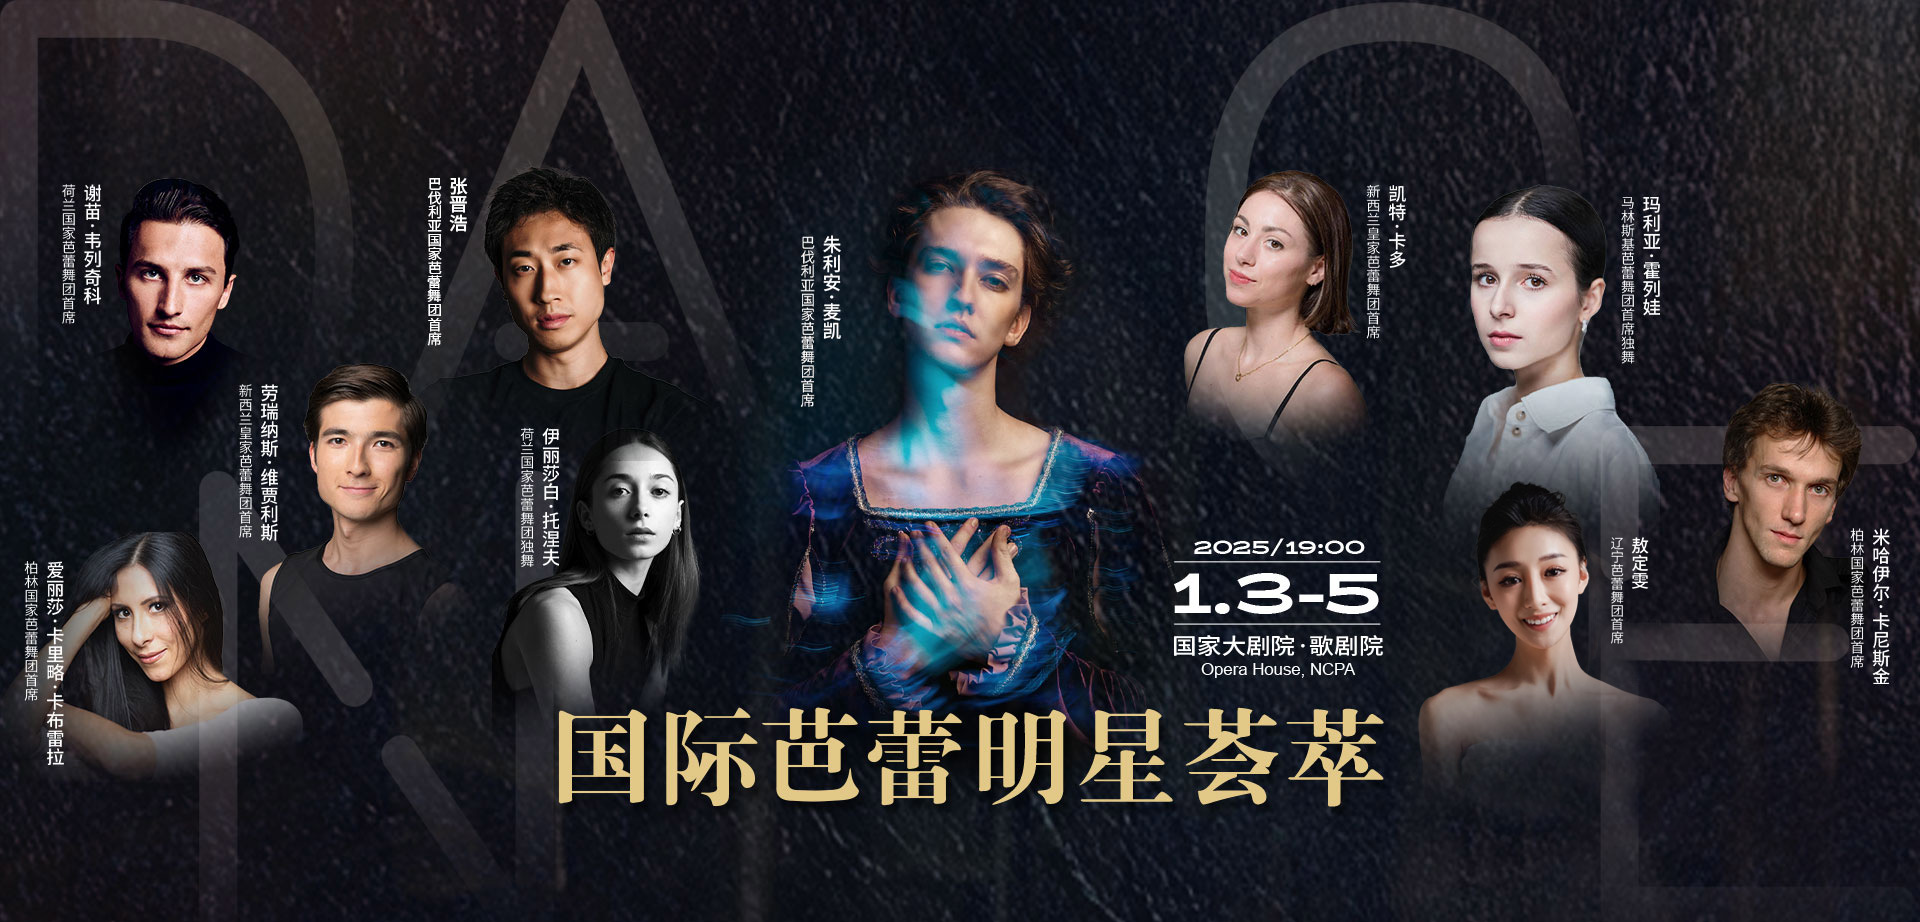 谢苗·韦列奇科
荷兰国家芭蕾舞团首席
张晋浩
巴伐利亚国家芭蕾舞团首席
朱利安·麦凯
巴伐利亚国家芭蕾舞团首席
凯特·卡多
新西兰皇家芭蕾舞团首席
玛利亚·霍列娃
马林斯基芭蕾舞团首席独舞
劳瑞纳斯·维贾利斯
新西兰皇家芭蕾舞团首席
伊丽莎白·托涅夫
荷兰国家芭蕾舞团独舞
爱丽莎·卡里略·卡布雷拉
柏林国家芭蕾舞团首席
敖定雯
辽宁芭蕾舞团首席
米哈伊尔·卡尼斯金
柏林国家芭蕾舞团首席
2025/19:00
1.3-5
国家大剧院·歌剧院
Opera House, NCPA
国际芭蕾明星荟萃
DANCE